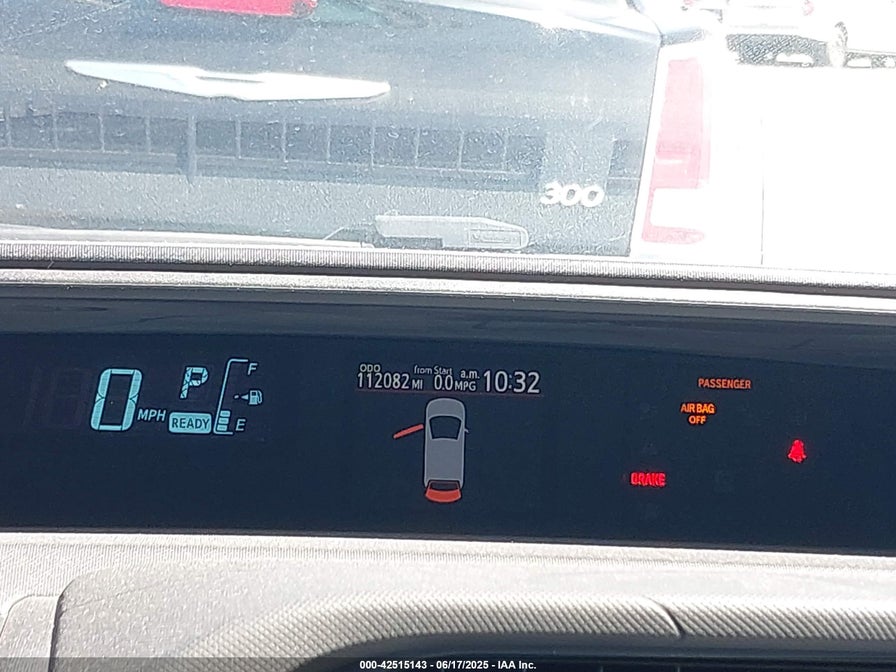 300
0 MPH
P
READY
F
E
ODO
112082 MI
from Start
0.0 MPG
a.m.
10:32
PASSENGER
AIR BAG
OFF
BRAKE
000-42515143 - 06/17/2025 - IAA Inc.